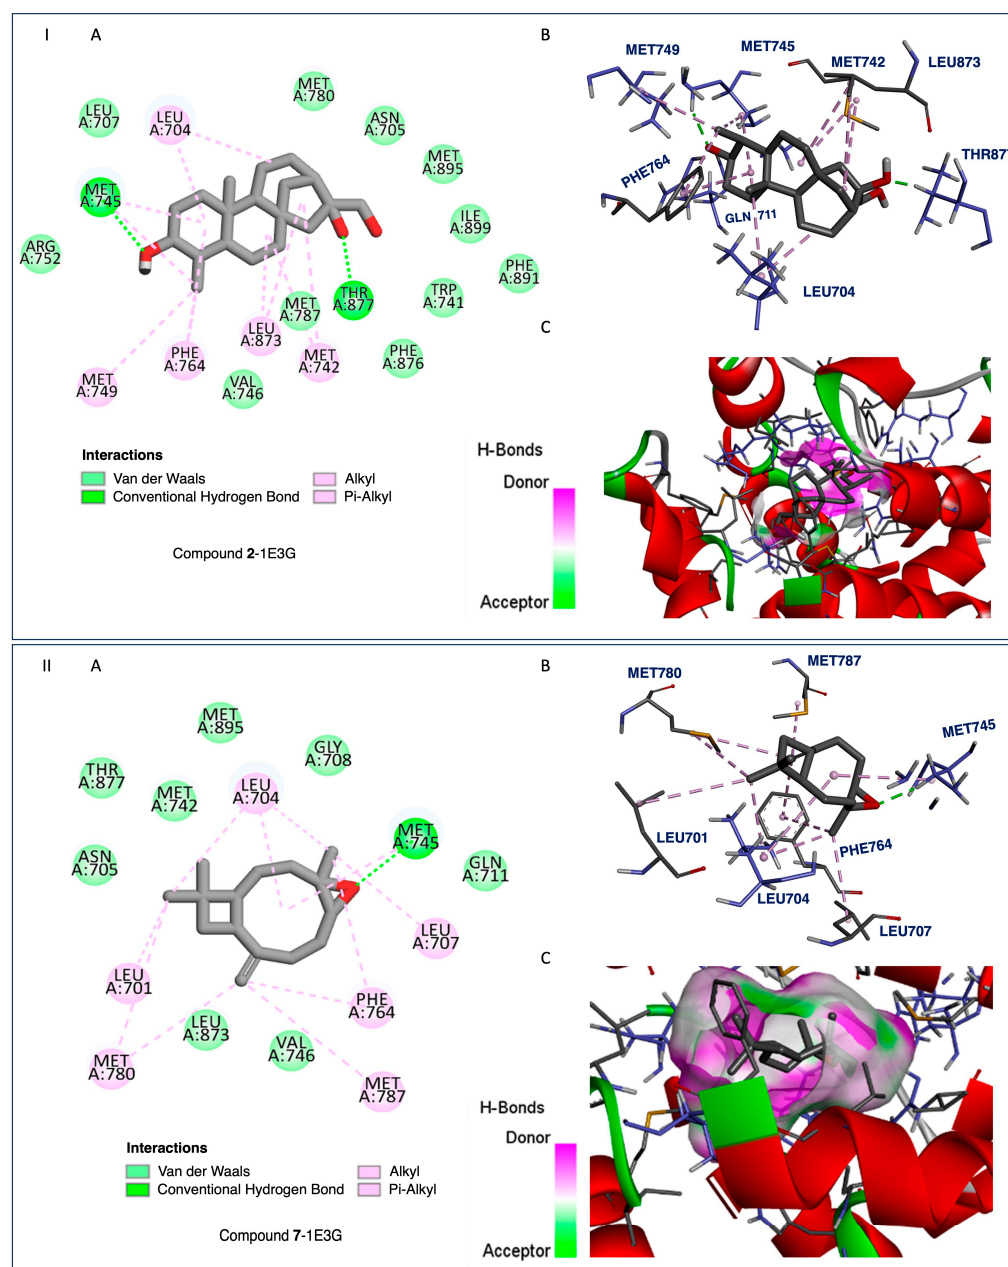 I
A
B
MET
A:780
LEU
A:707
LEU
A:704
ASN
A:705
MET
A:895
MET
A:745
ILE
A:899
ARG
A:752
PHE
A:891
TRP
A:741
THR
A:877
MET
A:787
LEU
A:873
PHE
A:764
MET
A:742
PHE
A:876
MET
A:749
VAL
A:746
Interactions
Van der Waals
Conventional Hydrogen Bond
Alkyl
Pi-Alkyl
Compound 2-1E3G
MET749
MET745
MET742
LEU873
PHE764
THR87
GLN 711
LEU704
C
H-Bonds
Donor
Acceptor
II
A
B
MET
A:895
GLY
A:708
THR
A:877
MET
A:742
LEU
A:704
MET
A:745
ASN
A:705
GLN
A:711
LEU
A:707
LEU
A:701
PHE
A:764
LEU
A:873
VAL
A:746
MET
A:780
MET
A:787
Interactions
Van der Waals
Conventional Hydrogen Bond
Alkyl
Pi-Alkyl
Compound 7-1E3G
MET780
MET787
MET745
LEU701
PHE764
LEU704
LEU707
C
H-Bonds
Donor
Acceptor